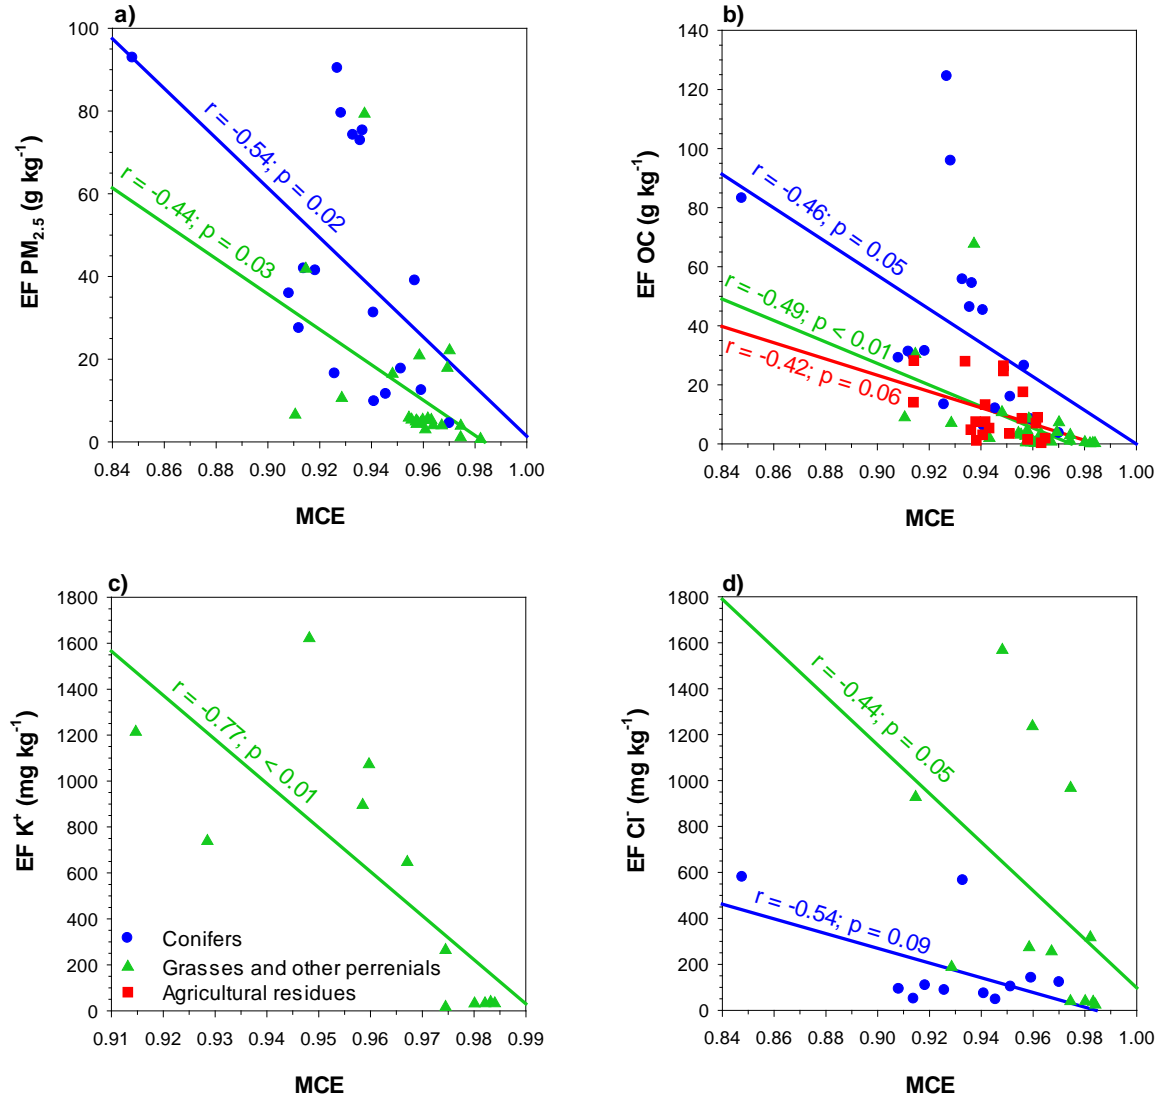 a)
100
80
60
40
20
0
EF PM2.5 (g kg-1)
r = -0.54; p = 0.02
r = -0.44; p = 0.03
0.84 0.86 0.88 0.90 0.92 0.94 0.96 0.98 1.00
MCE
b)
140
120
100
80
60
40
20
0
EF OC (g kg-1)
r = -0.46; p = 0.05
r = -0.49; p < 0.01
r = -0.42; p = 0.06
0.84 0.86 0.88 0.90 0.92 0.94 0.96 0.98 1.00
MCE
c)
1800
1600
1400
1200
1000
800
600
400
200
0
EF K+ (mg kg-1)
r = -0.77; p < 0.01
Conifers
Grasses and other perrenials
Agricultural residues
0.91 0.92 0.93 0.94 0.95 0.96 0.97 0.98 0.99
MCE
d)
1800
1600
1400
1200
1000
800
600
400
200
0
EF Cl- (mg kg-1)
r = -0.44; p = 0.05
r = -0.54; p = 0.09
0.84 0.86 0.88 0.90 0.92 0.94 0.96 0.98 1.00
MCE